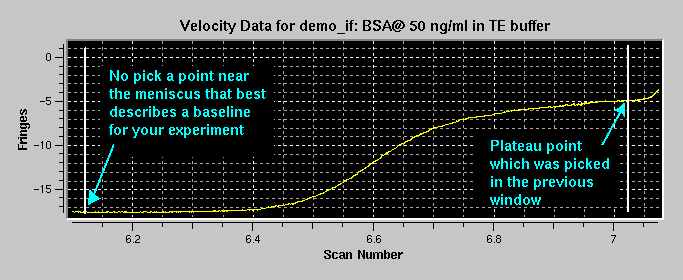 Velocity Data for demo_if: BSA@ 50 ng/ml in TE buffer
0
−5
−10
−15
Fringes
No pick a point near
the meniscus that best
describes a baseline
for your experiment
Plateau point
which was picked
in the previous
window
6.2
6.4
6.6
6.8
7
Scan Number